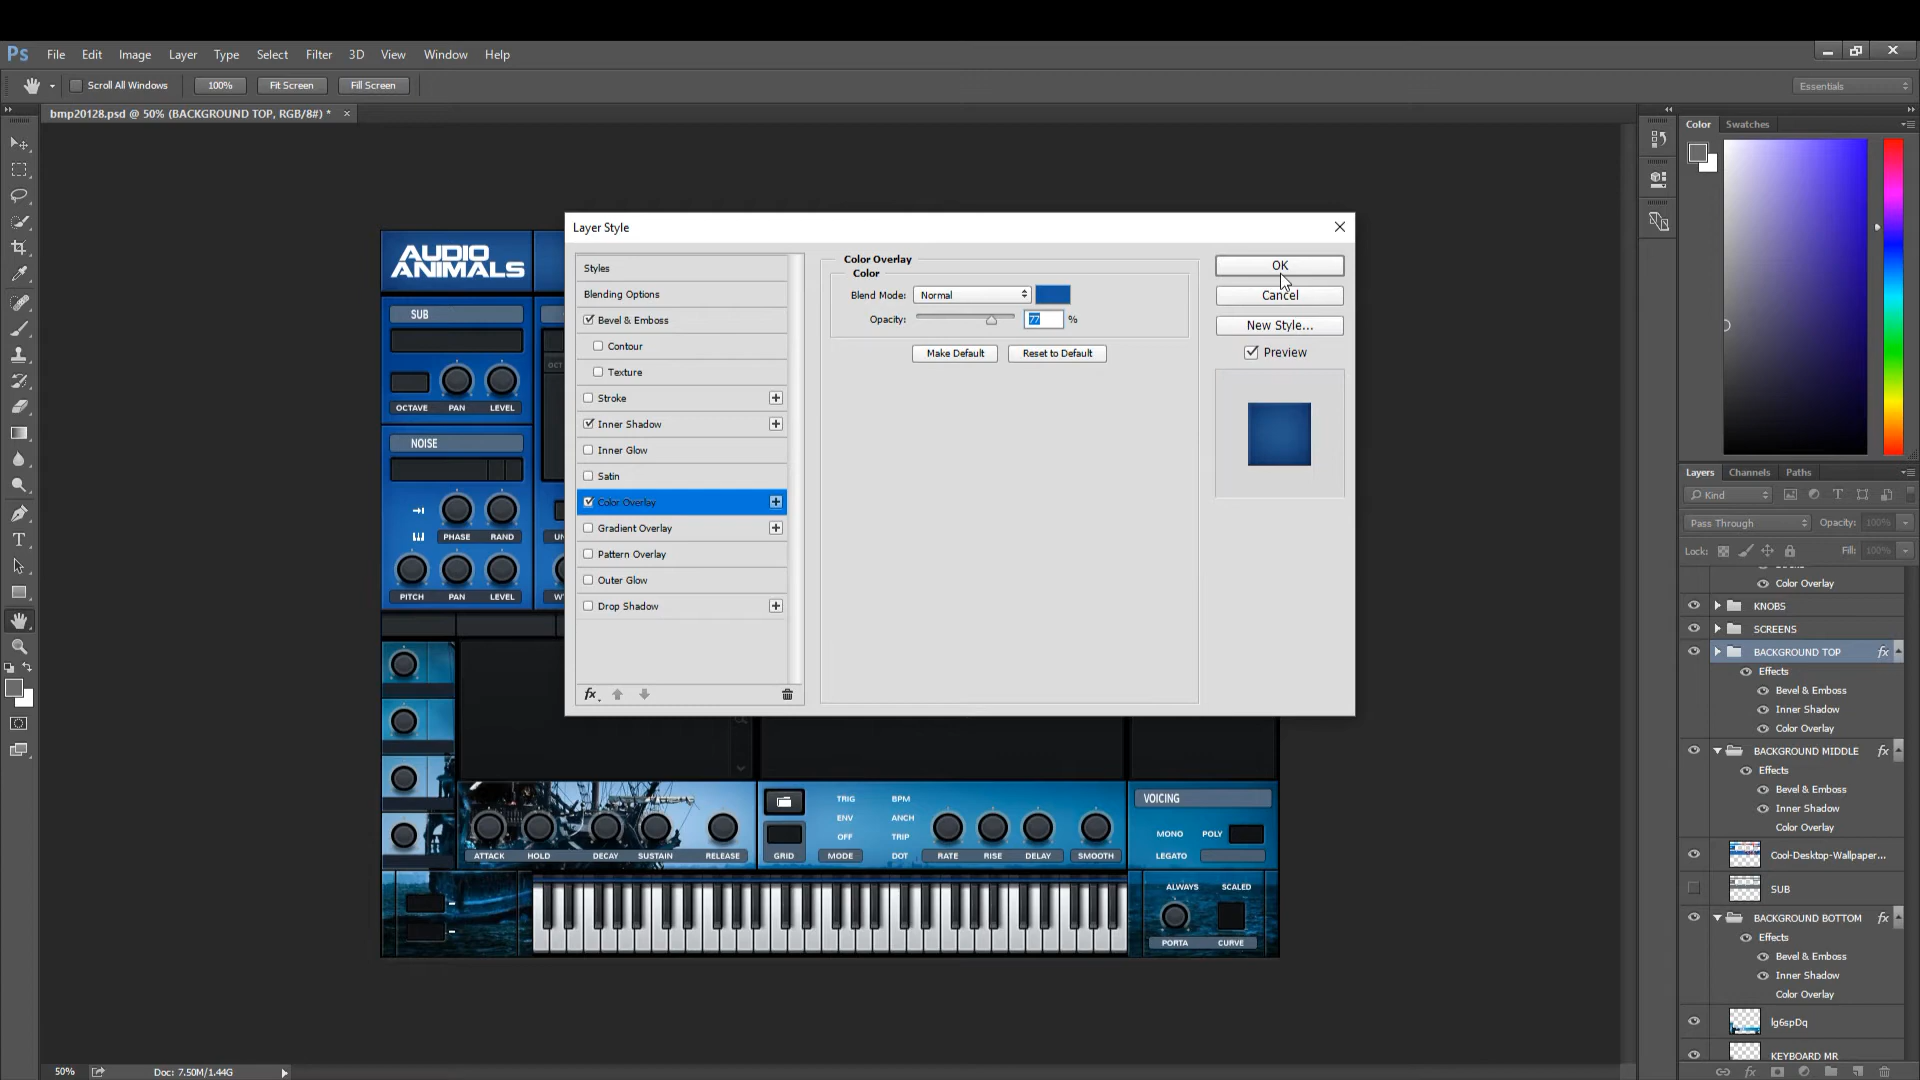 Ps File Edit Image Layer Type Select Filter 3D View Window Help
Scroll All Windows 100% Fit Screen Fill Screen Essentials
bmp20128.psd @ 50% (BACKGROUND TOP, RGB/8#) * ×
Color Swatches
AUDIO
ANIMALS
SUB
OCTAVE PAN LEVEL
NOISE
PHASE RAND
PITCH PAN LEVEL
Layer Style
Styles
Blending Options
Bevel & Emboss
Contour
Texture
Stroke
Inner Shadow
Inner Glow
Satin
Color Overlay
Gradient Overlay
Pattern Overlay
Outer Glow
Drop Shadow
fx
Color Overlay
Color
Blend Mode: Normal
Opacity: 77 %
Make Default Reset to Default
OK
Cancel
New Style...
Preview
ATTACK HOLD DECAY SUSTAIN RELEASE
GRID
TRIG BPM
ENV ANCH
OFF TRIP
MODE DOT
RATE RISE DELAY SMOOTH
VOICING
MONO POLY
LEGATO
ALWAYS SCALED
PORTA CURVE
Layers Channels Paths
Kind
Pass Through Opacity: 100%
Lock: Fill: 100%
Color Overlay
KNOBS
SCREENS
BACKGROUND TOP fx
Effects
Bevel & Emboss
Inner Shadow
Color Overlay
BACKGROUND MIDDLE fx
Effects
Bevel & Emboss
Inner Shadow
Color Overlay
Cool-Desktop-Wallpaper...
SUB
BACKGROUND BOTTOM fx
Effects
Bevel & Emboss
Inner Shadow
Color Overlay
lg6spDq
KEYBOARD MR
50% Doc: 7.50M/1.44G